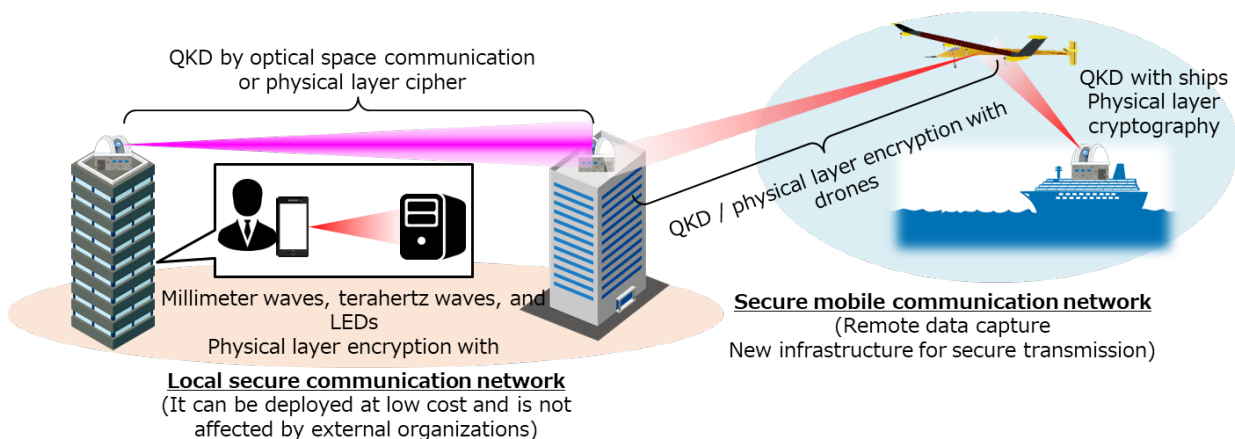 QKD by optical space communication
or physical layer cipher
QKD with ships
Physical layer
cryptography
QKD / physical layer encryption with
drones
Millimeter waves, terahertz waves, and
LEDs
Physical layer encryption with
Local secure communication network
(It can be deployed at low cost and is not
affected by external organizations)
Secure mobile communication network
(Remote data capture
New infrastructure for secure transmission)